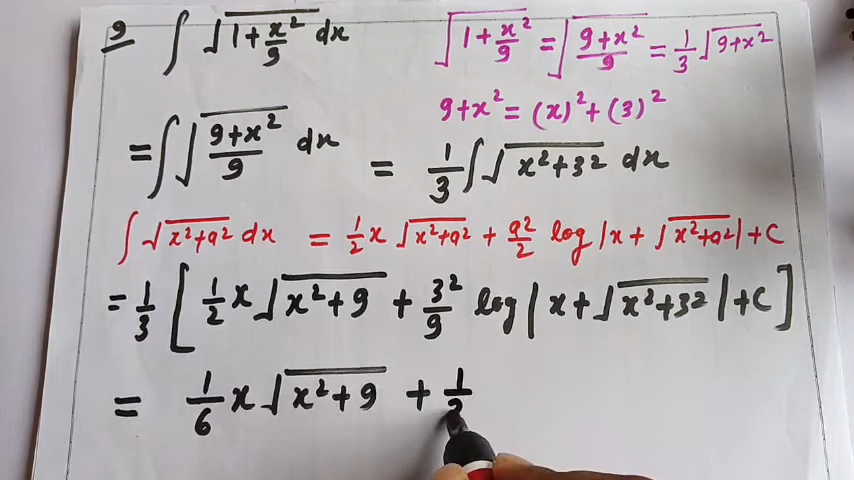 9 ∫ √(1+x²/9) dx
√(1+x²/9) = √((9+x²)/9) = 1/3 √(9+x²)
9+x² = (x)² + (3)²
= ∫ √((9+x²)/9) dx = 1/3 ∫ √(x²+3²) dx
∫ √(x²+a²) dx = 1/2 x √(x²+a²) + a²/2 log |x + √(x²+a²)| + C
= 1/3 [ 1/2 x √(x²+9) + 3²/9 log | x + √(x²+3²) | + C ]
= 1/6 x √(x²+9) + 1/